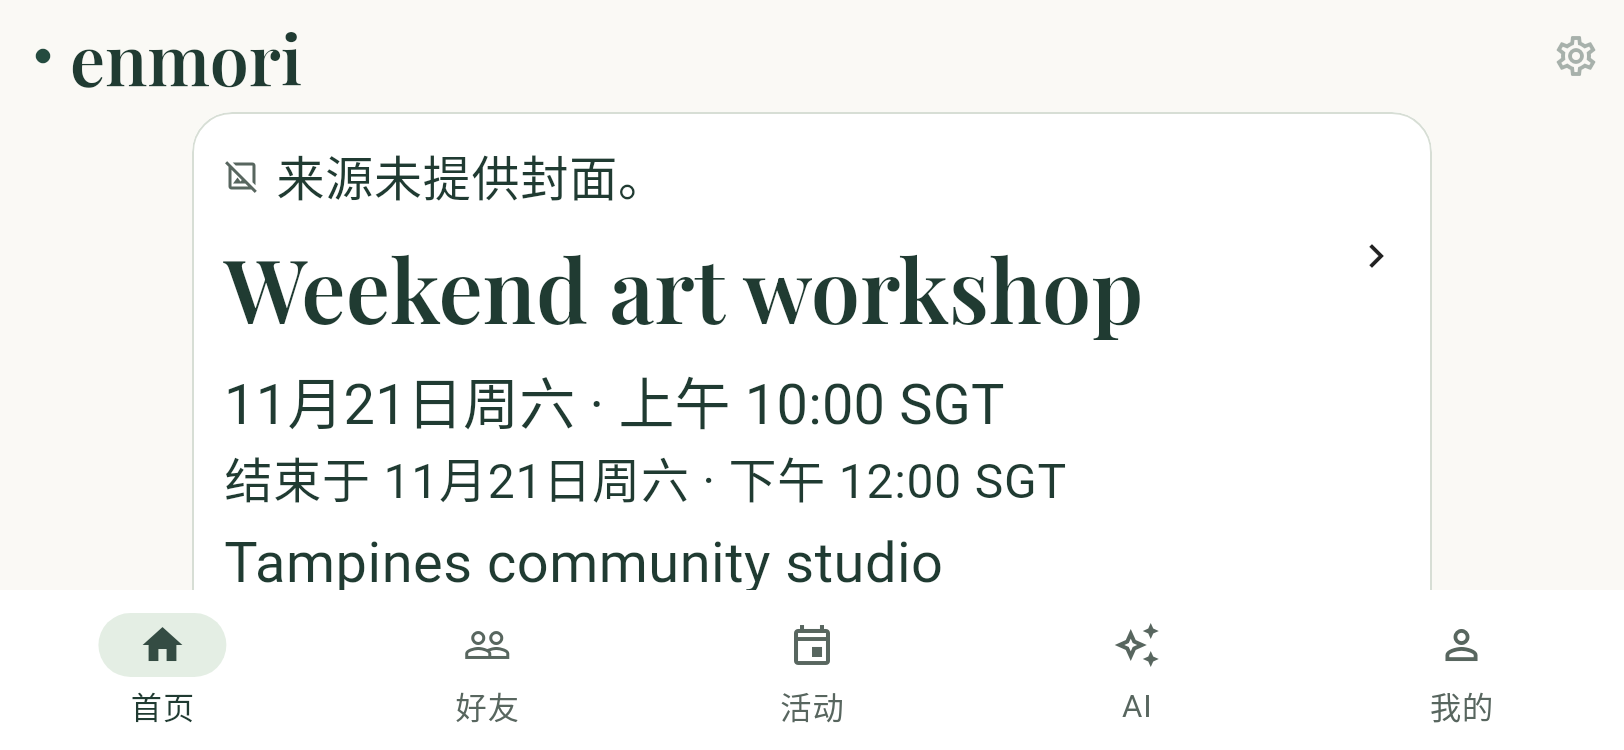 enmori
来源未提供封面。
Weekend art workshop
11月21日周六 · 上午 10:00 SGT
结束于 11月21日周六 · 下午 12:00 SGT
Tampines community studio
首页
好友
活动
AI
我的